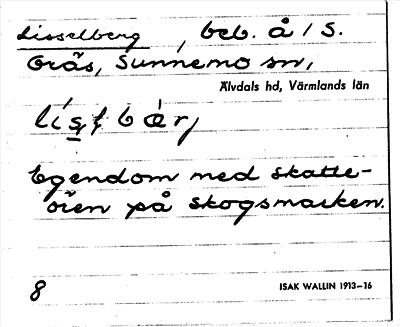 Lisselberg, beb. å / S.
Gräs, Sunnemo sn,
Älvdals hd, Värmlands län
Egendom med skatte-
ören på skogsmarken.
8
ISAK WALLIN 1913–16